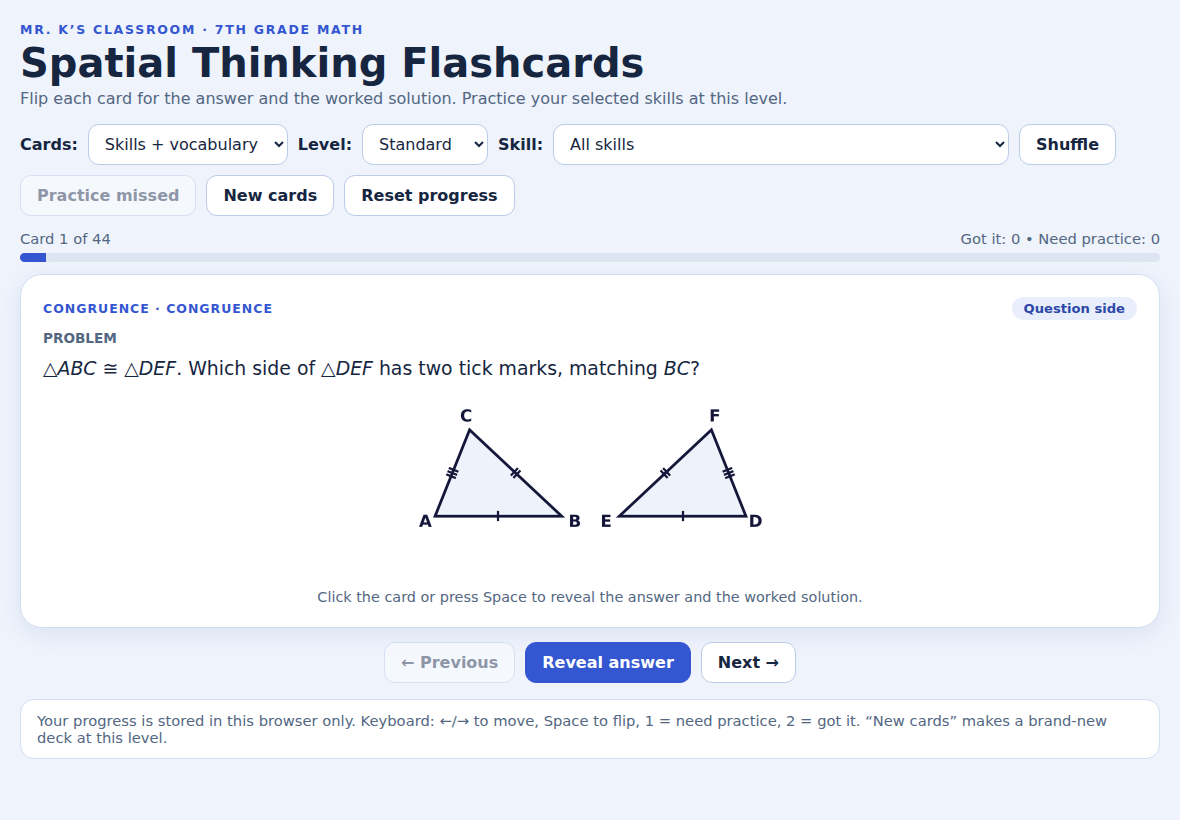 MR. K’S CLASSROOM · 7TH GRADE MATH
Spatial Thinking Flashcards
Flip each card for the answer and the worked solution. Practice your selected skills at this level.
Cards: Skills + vocabulary Level: Standard Skill: All skills Shuffle
Practice missed New cards Reset progress
Card 1 of 44 Got it: 0 • Need practice: 0
CONGRUENCE · CONGRUENCE Question side
PROBLEM
△ABC ≅ △DEF. Which side of △DEF has two tick marks, matching BC?
C F
A B E D
Click the card or press Space to reveal the answer and the worked solution.
← Previous Reveal answer Next →
Your progress is stored in this browser only. Keyboard: ←/→ to move, Space to flip, 1 = need practice, 2 = got it. “New cards” makes a brand-new
deck at this level.